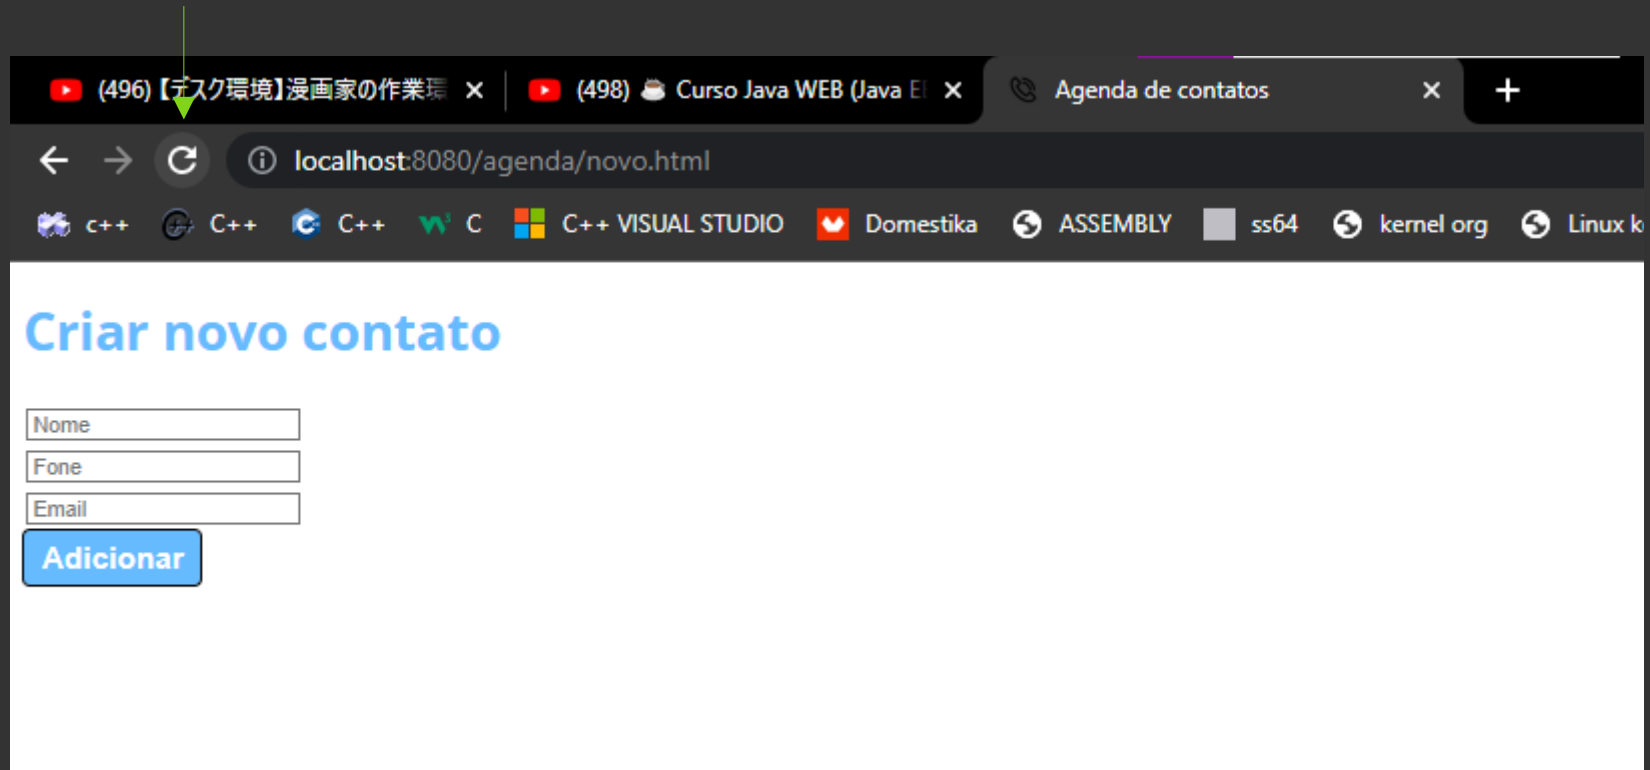 (496) 【デスク環境】漫画家の作業環 (498) ☕ Curso Java WEB (Java E Agenda de contatos
localhost:8080/agenda/novo.html
c++ C++ C++ C C++ VISUAL STUDIO Domestika ASSEMBLY ss64 kernel org Linux k
Criar novo contato
Nome
Fone
Email
Adicionar